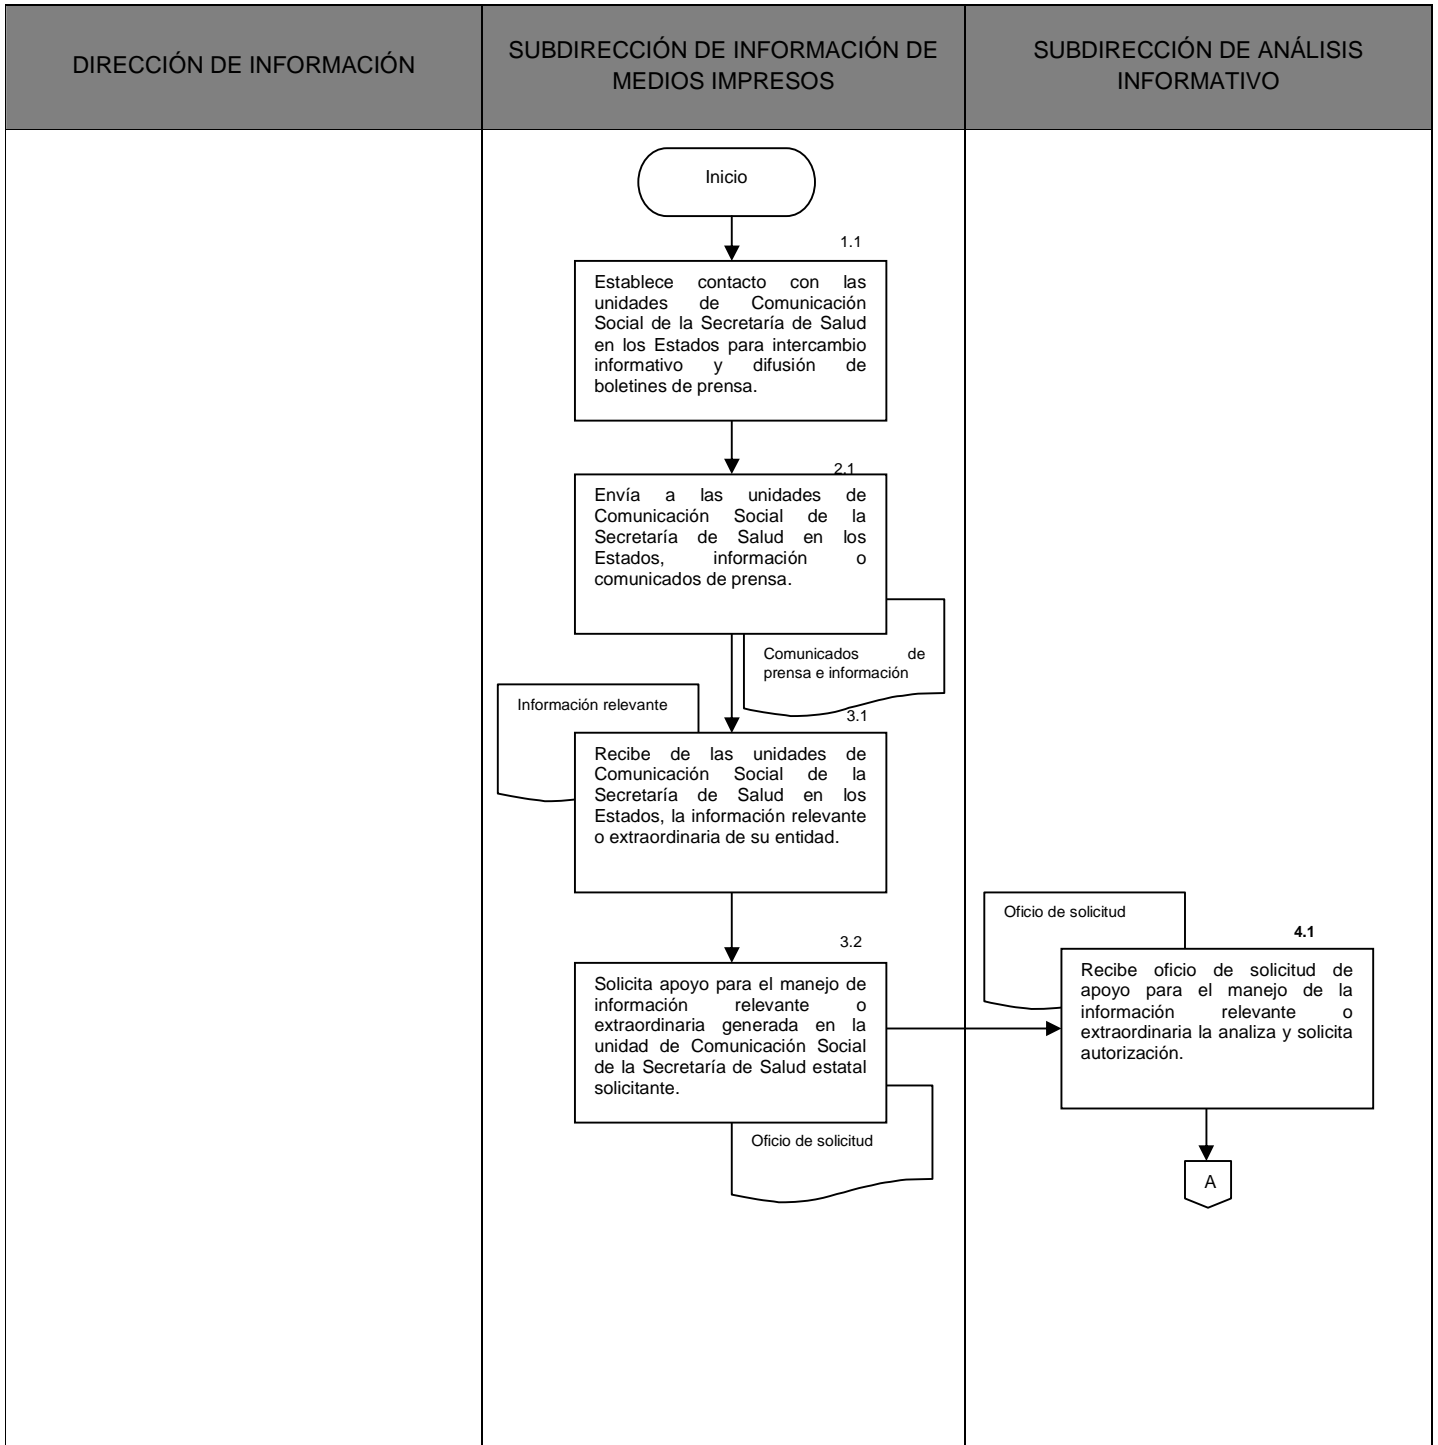 DIRECCIÓN DE INFORMACIÓN
SUBDIRECCIÓN DE INFORMACIÓN DE
MEDIOS IMPRESOS
SUBDIRECCIÓN DE ANÁLISIS
INFORMATIVO
Inicio
1.1
Establece contacto con las
unidades de Comunicación
Social de la Secretaría de Salud
en los Estados para intercambio
informativo y difusión de
boletines de prensa.
2.1
Envía a las unidades de
Comunicación Social de la
Secretaría de Salud en los
Estados, información o
comunicados de prensa.
Comunicados de
prensa e información
Información relevante
3.1
Recibe de las unidades de
Comunicación Social de la
Secretaría de Salud en los
Estados, la información relevante
o extraordinaria de su entidad.
3.2
Solicita apoyo para el manejo de
información relevante o
extraordinaria generada en la
unidad de Comunicación Social
de la Secretaría de Salud estatal
solicitante.
Oficio de solicitud
Oficio de solicitud
4.1
Recibe oficio de solicitud de
apoyo para el manejo de la
información relevante o
extraordinaria la analiza y solicita
autorización.
A